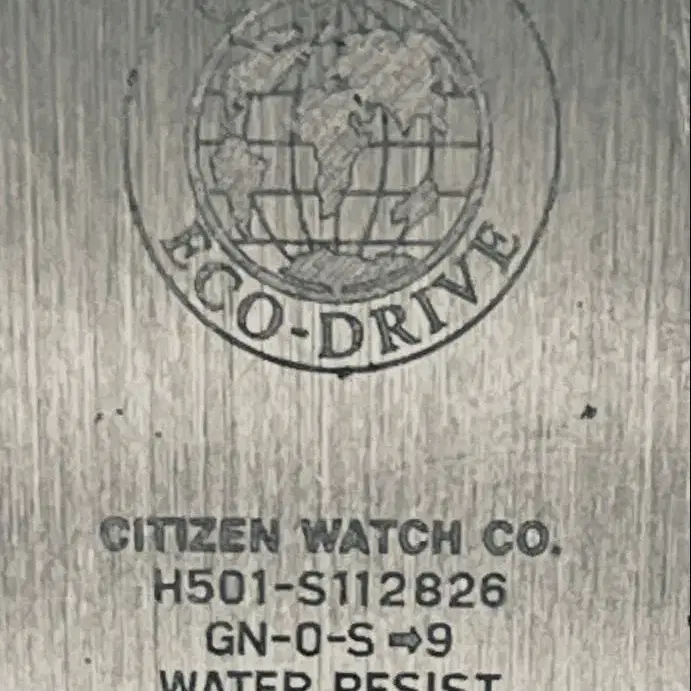 ECO-DRIVE
CITIZEN WATCH CO.
H501-S112826
GN-0-S ➩9
WATER RESIST